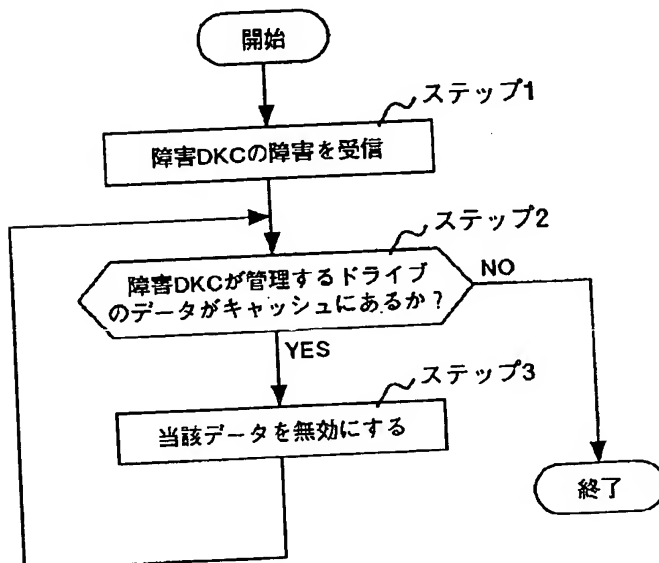 開始
ステップ1
障害DKCの障害を受信
ステップ2
障害DKCが管理するドライブ
のデータがキャッシュにあるか？
NO
YES
ステップ3
当該データを無効にする
終了